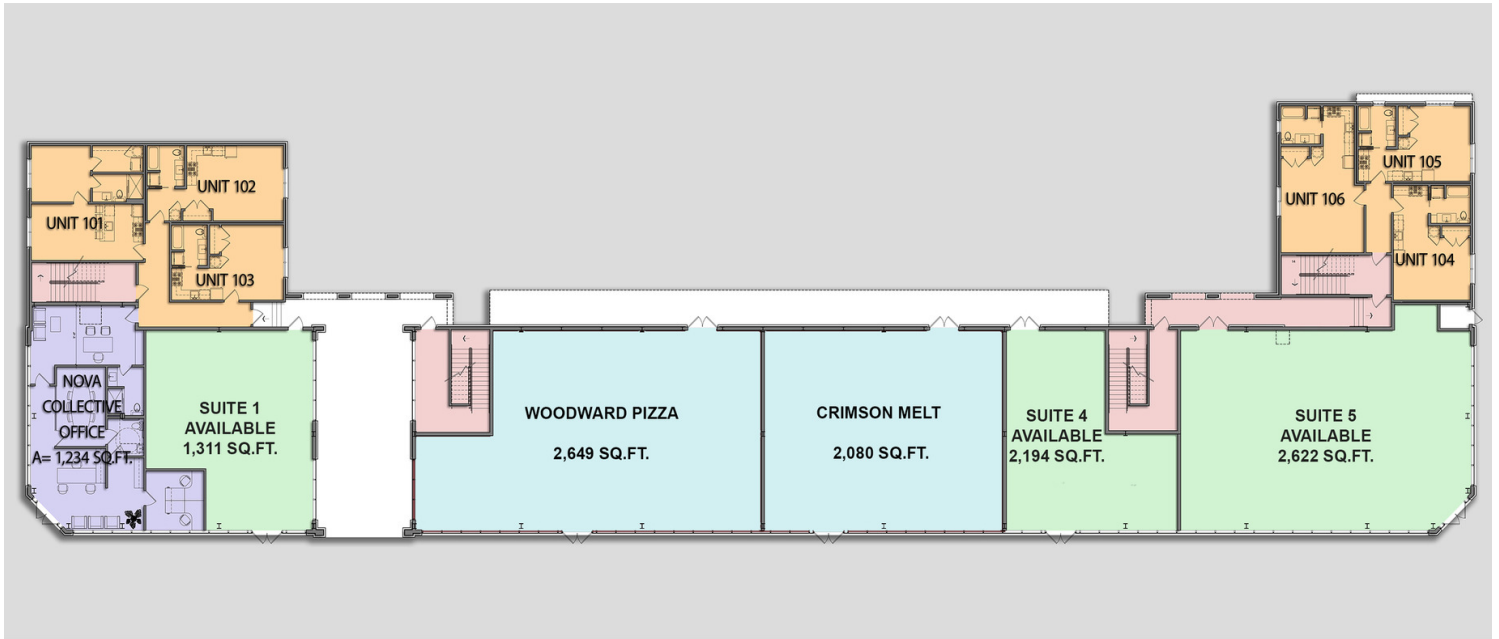 UNIT 101
UNIT 102
UNIT 103
NOVA
COLLECTIVE
OFFICE
A= 1,234 SQ.FT.
SUITE 1
AVAILABLE
1,311 SQ.FT.
WOODWARD PIZZA
2,649 SQ.FT.
CRIMSON MELT
2,080 SQ.FT.
SUITE 4
AVAILABLE
2,194 SQ.FT.
SUITE 5
AVAILABLE
2,622 SQ.FT.
UNIT 106
UNIT 105
UNIT 104